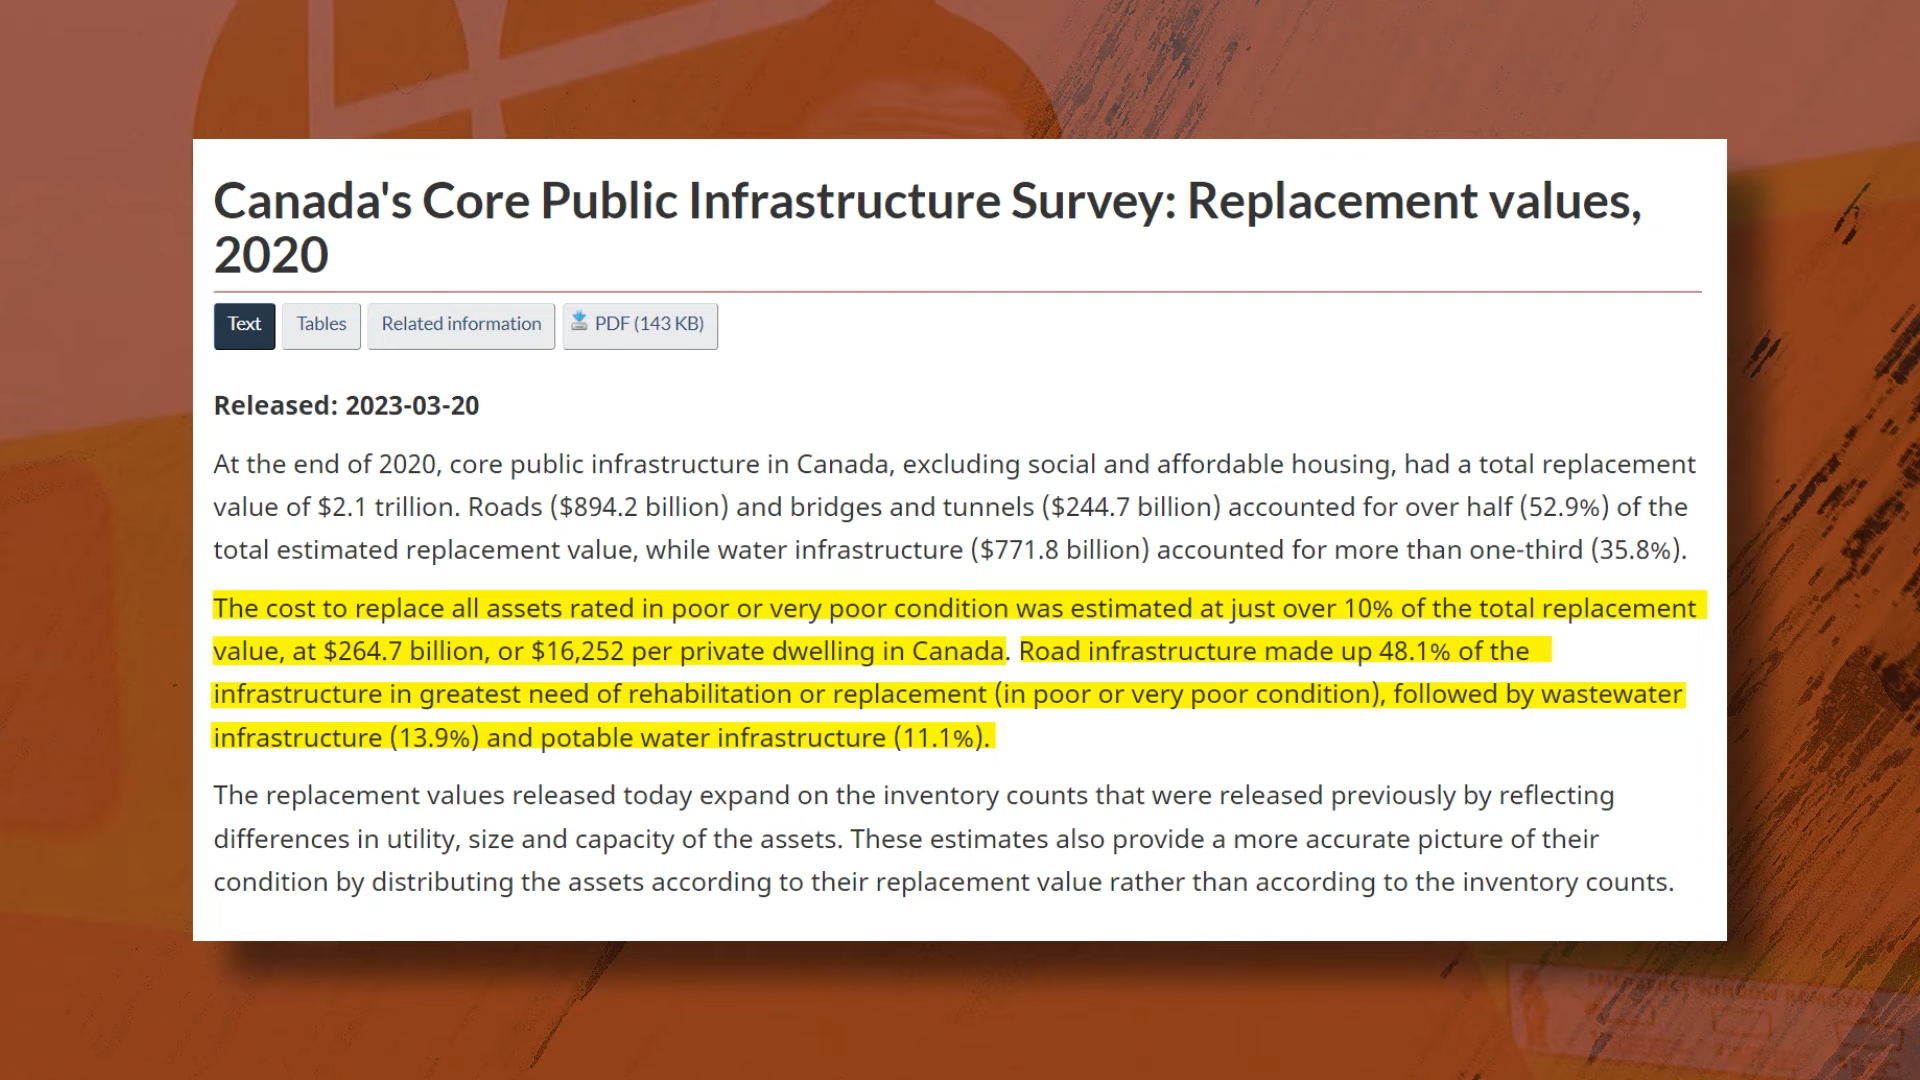 Canada's Core Public Infrastructure Survey: Replacement values,
2020
Text
Tables
Related information
PDF (143 KB)
Released: 2023-03-20
At the end of 2020, core public infrastructure in Canada, excluding social and affordable housing, had a total replacement
value of $2.1 trillion. Roads ($894.2 billion) and bridges and tunnels ($244.7 billion) accounted for over half (52.9%) of the
total estimated replacement value, while water infrastructure ($771.8 billion) accounted for more than one-third (35.8%).
The cost to replace all assets rated in poor or very poor condition was estimated at just over 10% of the total replacement
value, at $264.7 billion, or $16,252 per private dwelling in Canada. Road infrastructure made up 48.1% of the
infrastructure in greatest need of rehabilitation or replacement (in poor or very poor condition), followed by wastewater
infrastructure (13.9%) and potable water infrastructure (11.1%).
The replacement values released today expand on the inventory counts that were released previously by reflecting
differences in utility, size and capacity of the assets. These estimates also provide a more accurate picture of their
condition by distributing the assets according to their replacement value rather than according to the inventory counts.